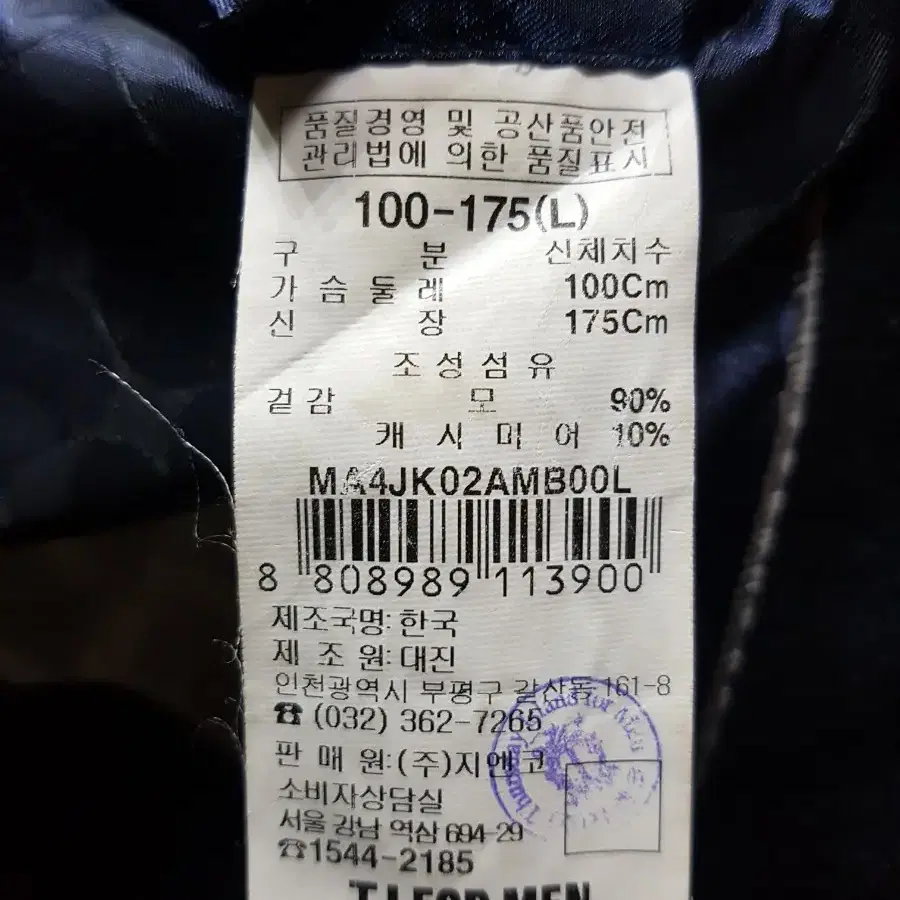 품질경영 및 공산품안전
관리법에 의한 품질표시
100-175(L)
구 분 신체치수
가 슴 둘 레 100Cm
신 장 175Cm
조 성 섬 유
겉감 모 90%
캐 시 미 어 10%
MA4JK02AMB00L
8 808989 113900
제조국명: 한국
제 조 원: 대진
인천광역시 부평구 갈산동 161-8
☎ (032) 362-7265
판 매 원: (주)지엔코
소비자상담실
서울 강남 역삼 694-29
☎1544-2185
T.I FOR MEN
Thursday Island for Men